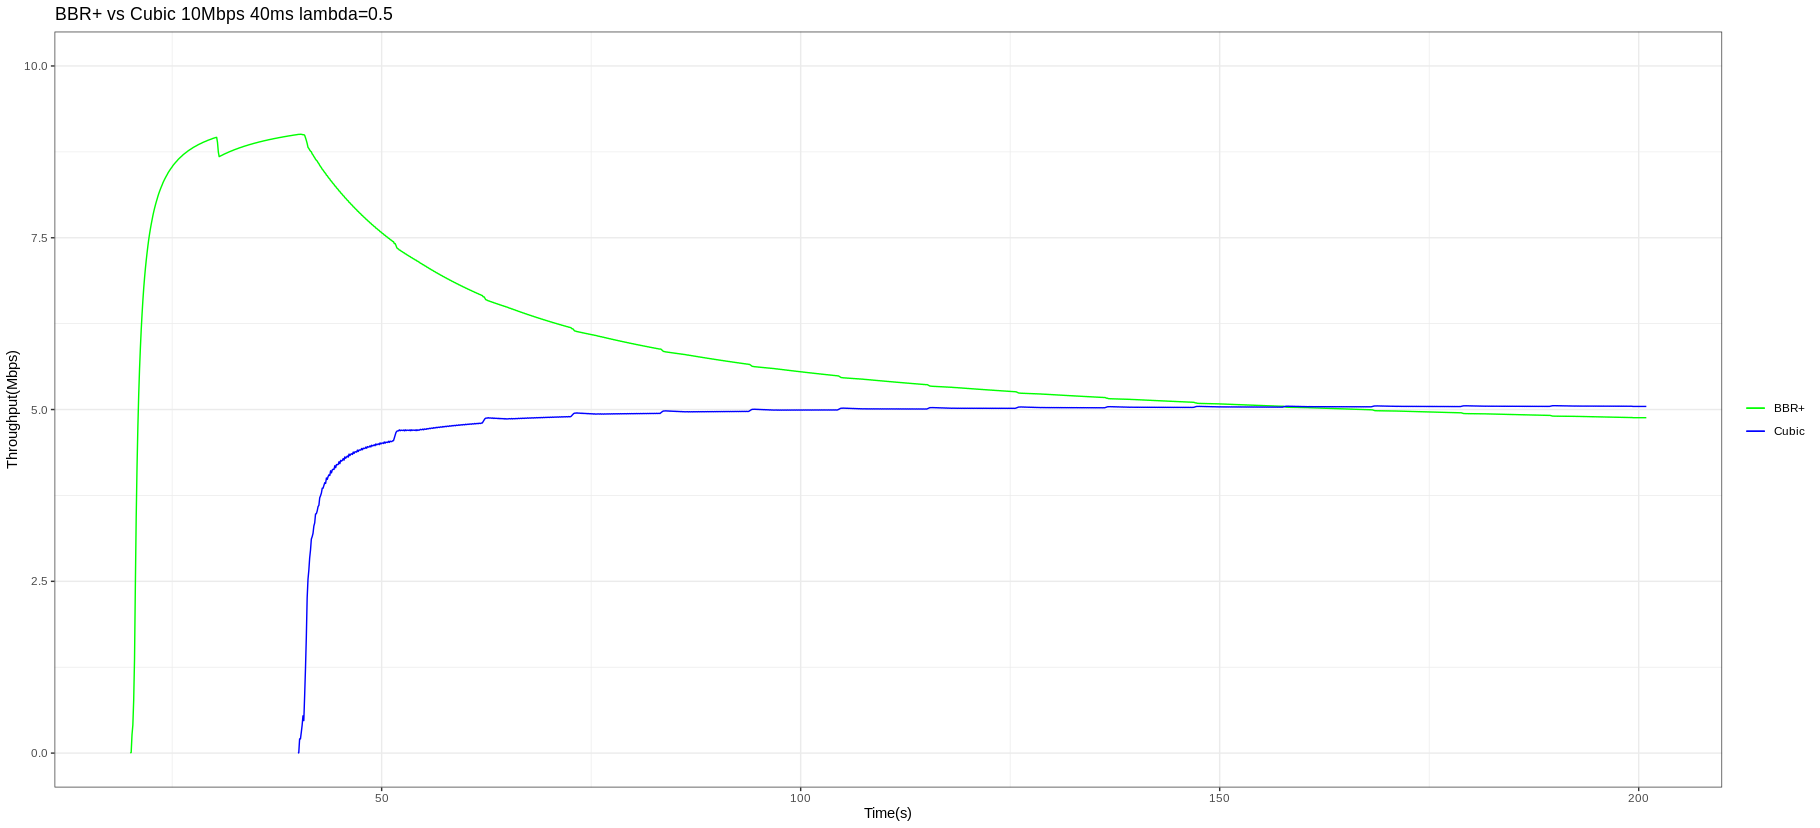 BBR+ vs Cubic 10Mbps 40ms lambda=0.5
Throughput(Mbps)
10.0
7.5
5.0
2.5
0.0
50 100 150 200
Time(s)
BBR+
Cubic